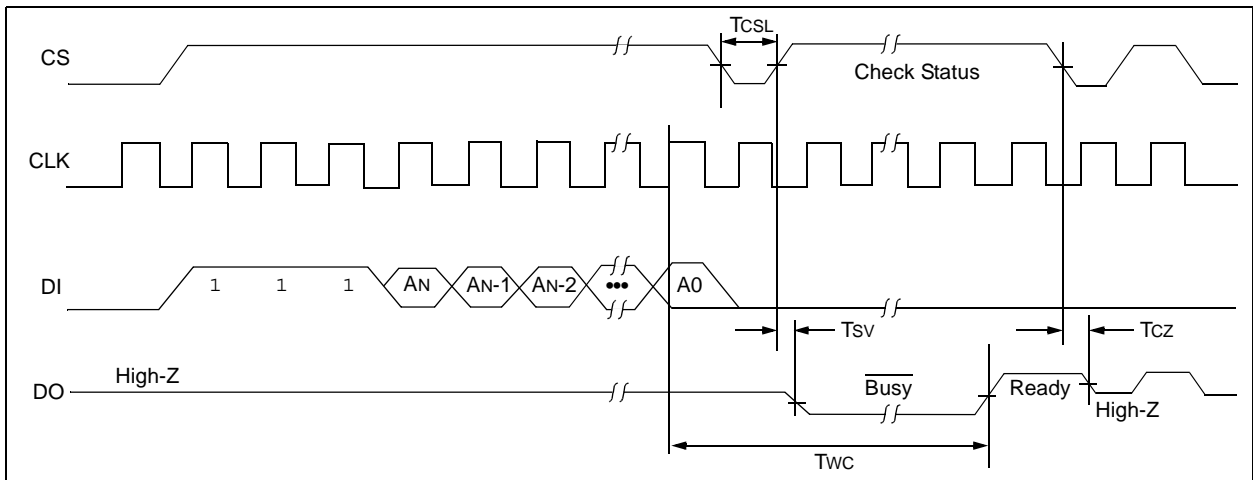 TCSL
CS
Check Status
CLK
DI
1 1 1 AN AN-1 AN-2 ••• A0
TSV
TCZ
High-Z
DO
Busy
Ready
High-Z
TWC